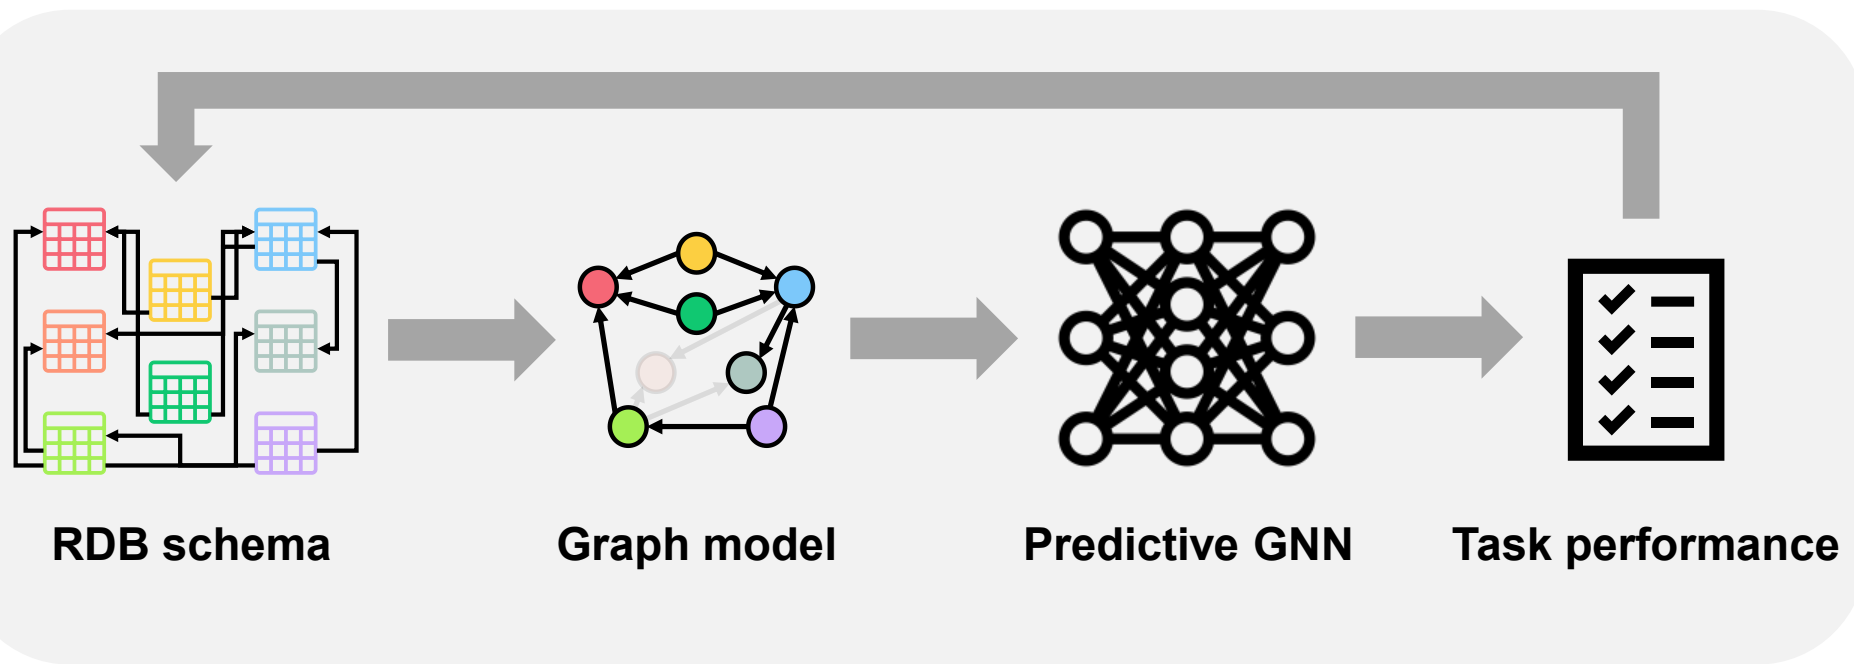 RDB schema
Graph model
Predictive GNN
Task performance